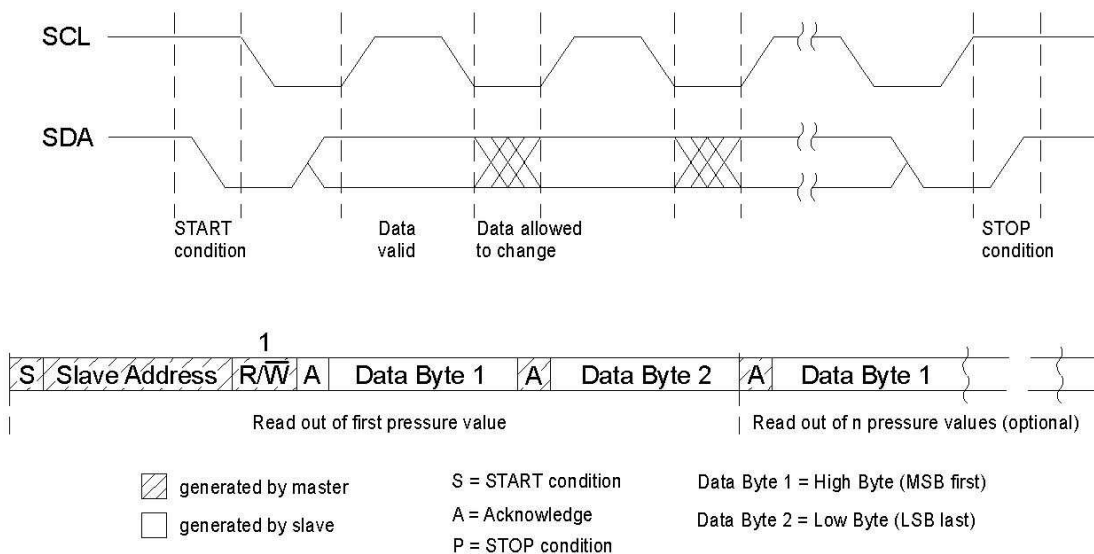 SCL
SDA
START
condition
Data
valid
Data allowed
to change
STOP
condition
1
S Slave Address R/W̅ A Data Byte 1 A Data Byte 2 A Data Byte 1
Read out of first pressure value
Read out of n pressure values (optional)
generated by master
generated by slave
S = START condition
A = Acknowledge
P = STOP condition
Data Byte 1 = High Byte (MSB first)
Data Byte 2 = Low Byte (LSB last)